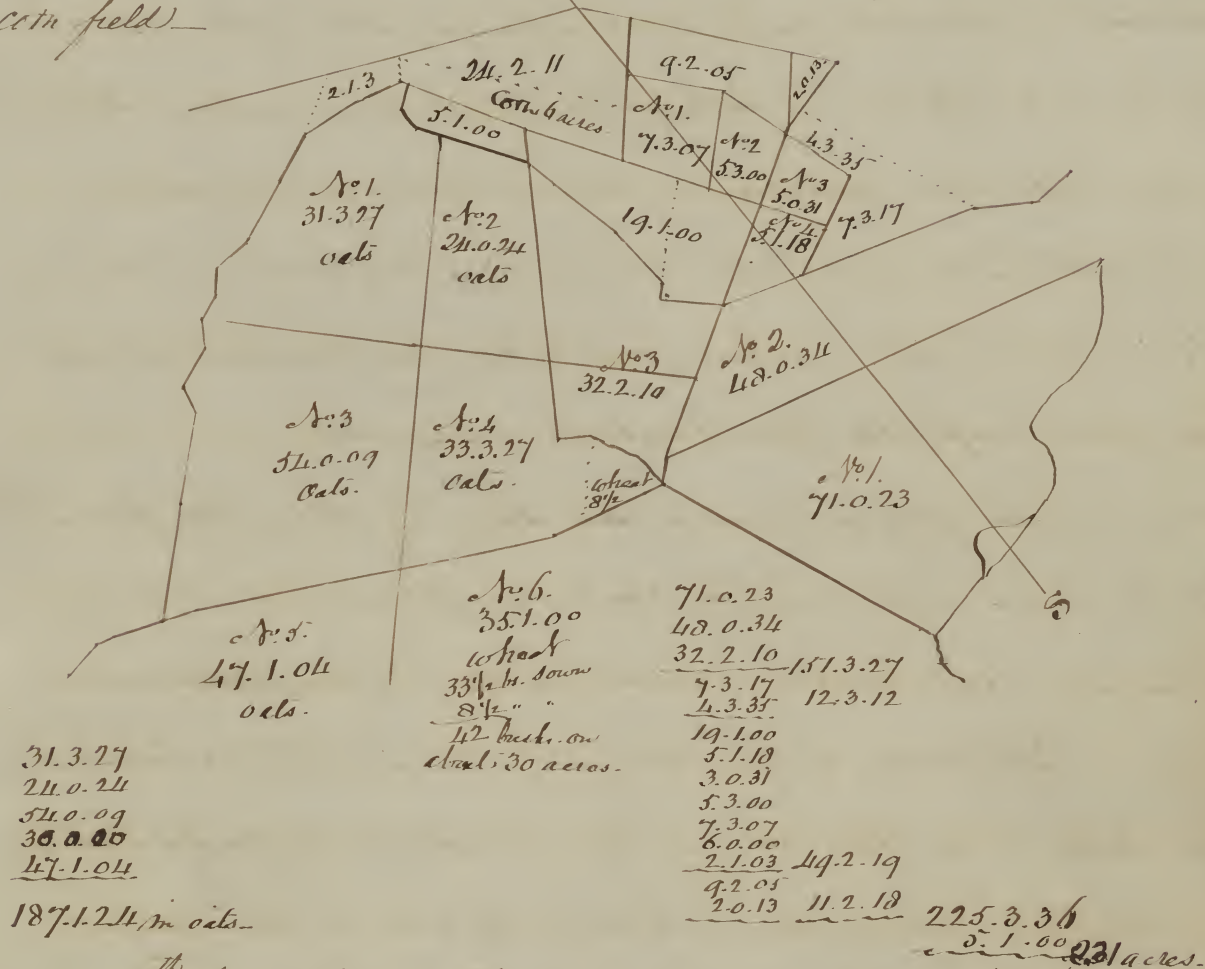 corn field
2.1.3
24.2.11
Corn 6 acres
9.2.05
2.0.13.
5.1.00
No. 1.
7.3.07
No. 2
5.3.00
4.3.35
No. 3
5.0.31
No. 4
5.1.18
7.3.17
No. 1.
31.3.27
oats
No. 2
24.0.24
oats
19.1.00
No. 3
32.2.10
No. 2.
48.0.34
No. 3
54.0.09
Oats.
No. 4
33.3.27
Oats.
wheat
8 1/2
No. 1.
71.0.23
S
No. 5.
47.1.04
oats.
No. 6.
35.1.00
wheat
33 1/2 bs. sown
8 1/2 " "
42 bush. on
about 30 acres.
71.0.23
48.0.34
32.2.10 151.3.27
7.3.17
4.3.35 12.3.12
19.1.00
5.1.18
3.0.31
5.3.00
7.3.07
6.0.00
2.1.03 49.2.19
9.2.05
2.0.13 11.2.18
225.3.36
5.1.00 231 acres.
31.3.27
24.0.24
54.0.09
30.0.00
47.1.04
187.1.24 in oats